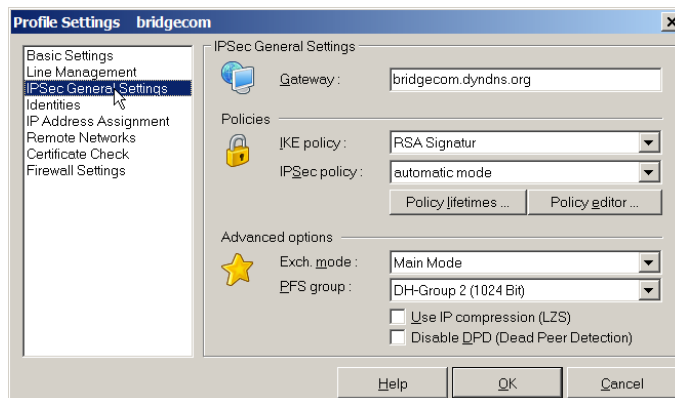 Profile Settings bridgecom
Basic Settings
Line Management
IPSec General Settings
Identities
IP Address Assignment
Remote Networks
Certificate Check
Firewall Settings
IPSec General Settings
Gateway : bridgecom.dyndns.org
Policies
IKE policy : RSA Signatur
IPSec policy : automatic mode
Policy lifetimes ... Policy editor ...
Advanced options
Exch. mode : Main Mode
PFS group : DH-Group 2 (1024 Bit)
Use IP compression (LZS)
Disable DPD (Dead Peer Detection)
Help OK Cancel